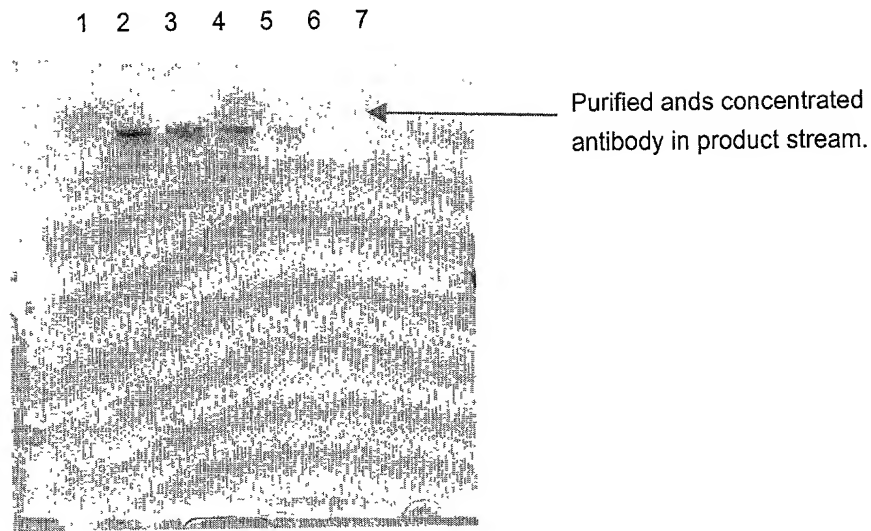 1 2 3 4 5 6 7
Purified ands concentrated
antibody in product stream.